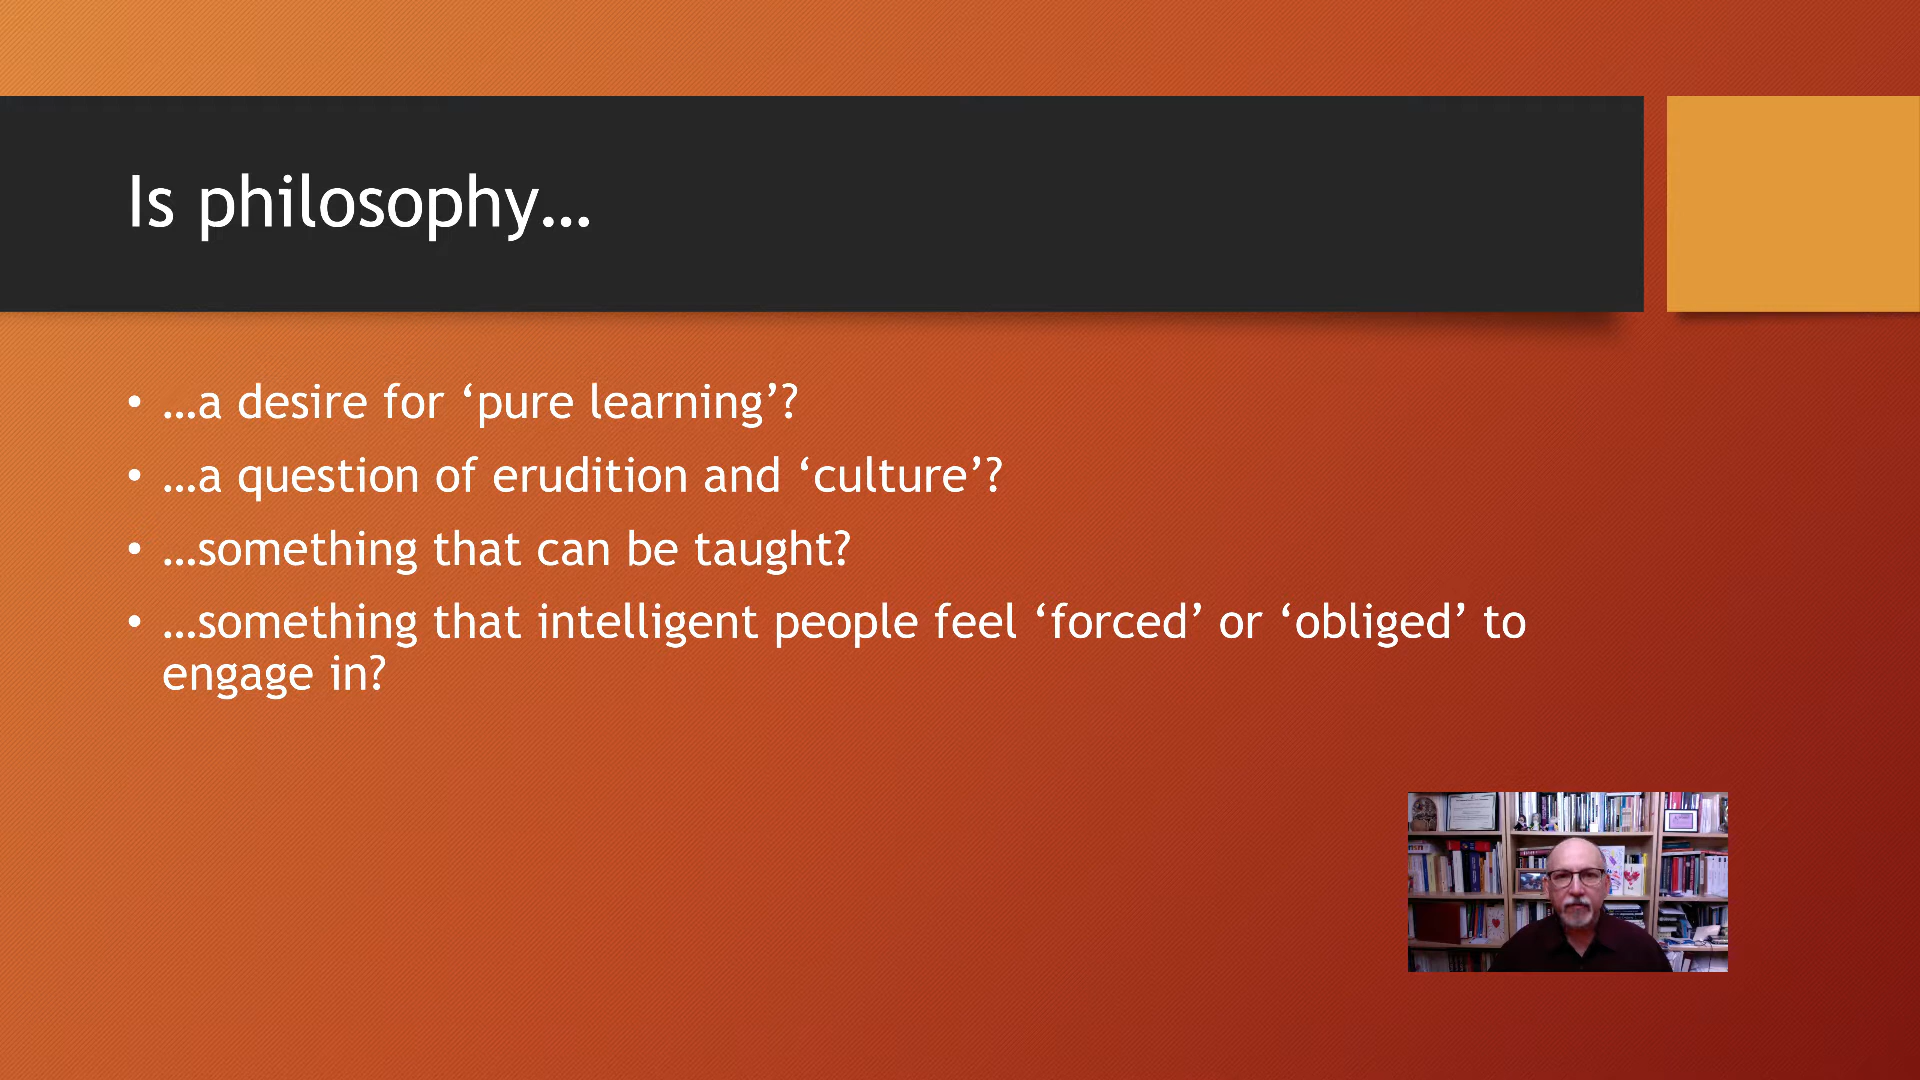 Is philosophy…
• …a desire for ‘pure learning’?
• …a question of erudition and ‘culture’?
• …something that can be taught?
• …something that intelligent people feel ‘forced’ or ‘obliged’ to
engage in?